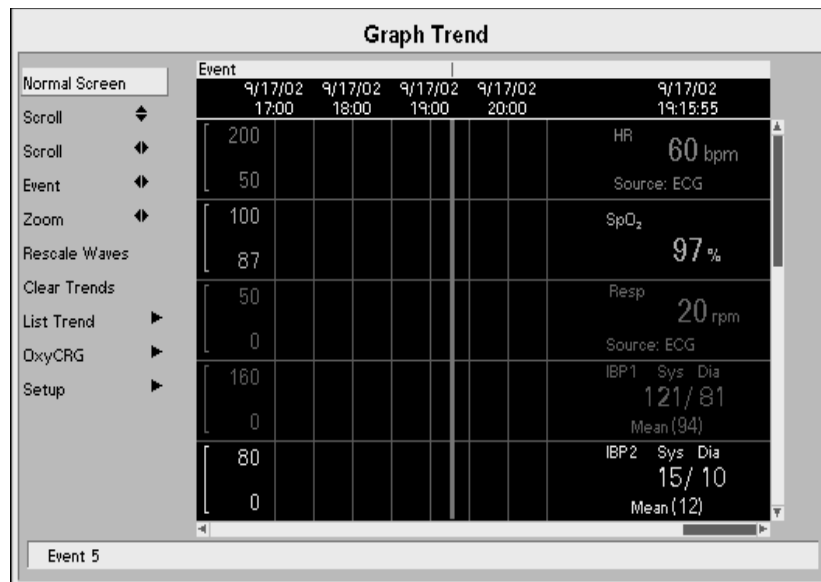 Graph Trend
Normal Screen
Scroll
Scroll
Event
Zoom
Rescale Waves
Clear Trends
List Trend
OxyCRG
Setup
Event
9/17/02 9/17/02 9/17/02 9/17/02 9/17/02
17:00 18:00 19:00 20:00 19:15:55
200
50
HR
60 bpm
Source: ECG
100
87
SpO₂
97 %
50
0
Resp
20 rpm
Source: ECG
160
0
IBP1 Sys Dia
121/ 81
Mean (94)
80
0
IBP2 Sys Dia
15/ 10
Mean (12)
Event 5